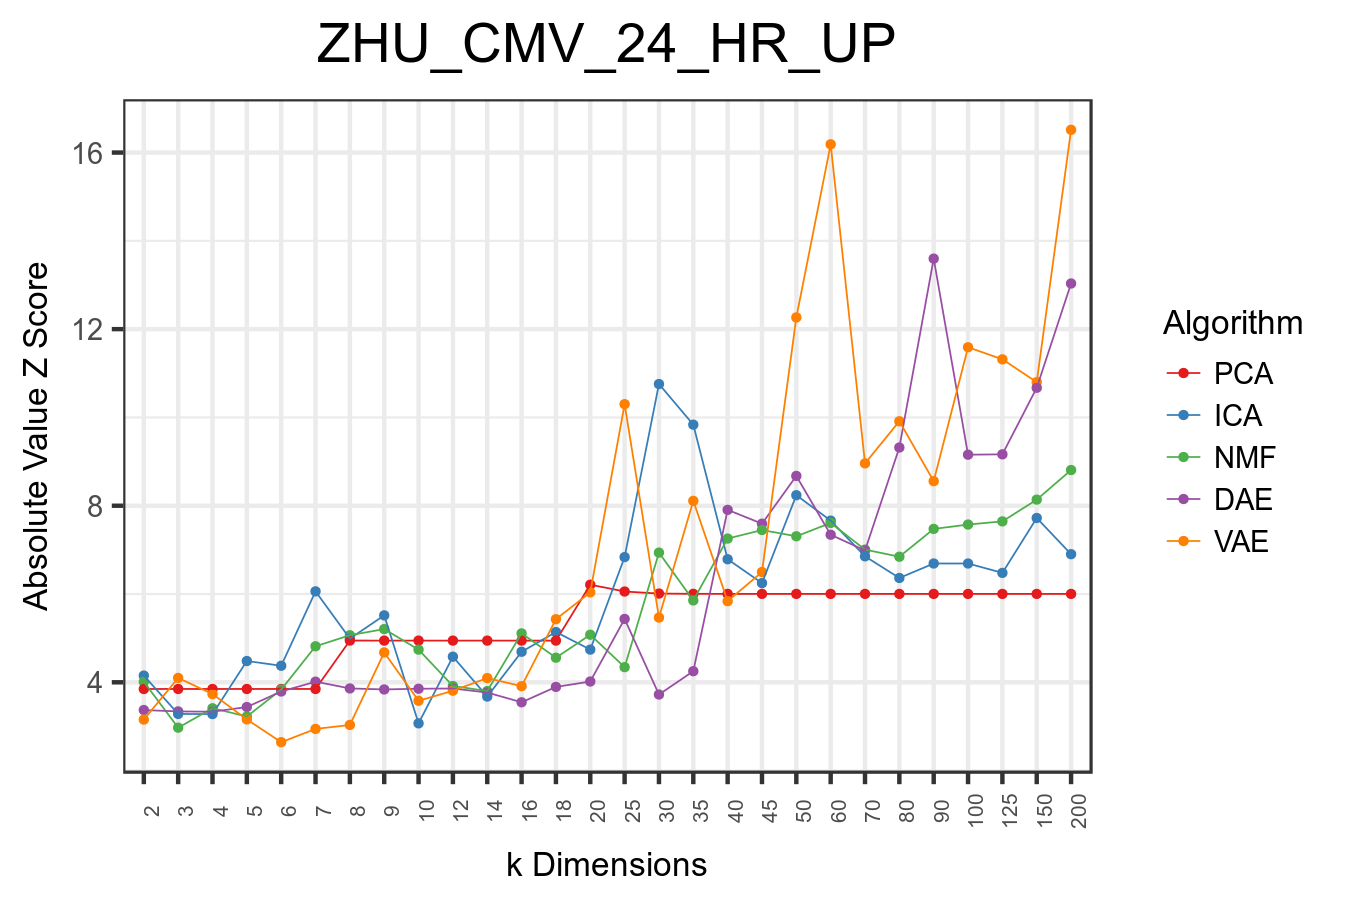 ZHU_CMV_24_HR_UP
Absolute Value Z Score
16
12
8
4
2 3 4 5 6 7 8 9 10 12 14 16 18 20 25 30 35 40 45 50 60 70 80 90 100 125 150 200
k Dimensions
Algorithm
PCA
ICA
NMF
DAE
VAE